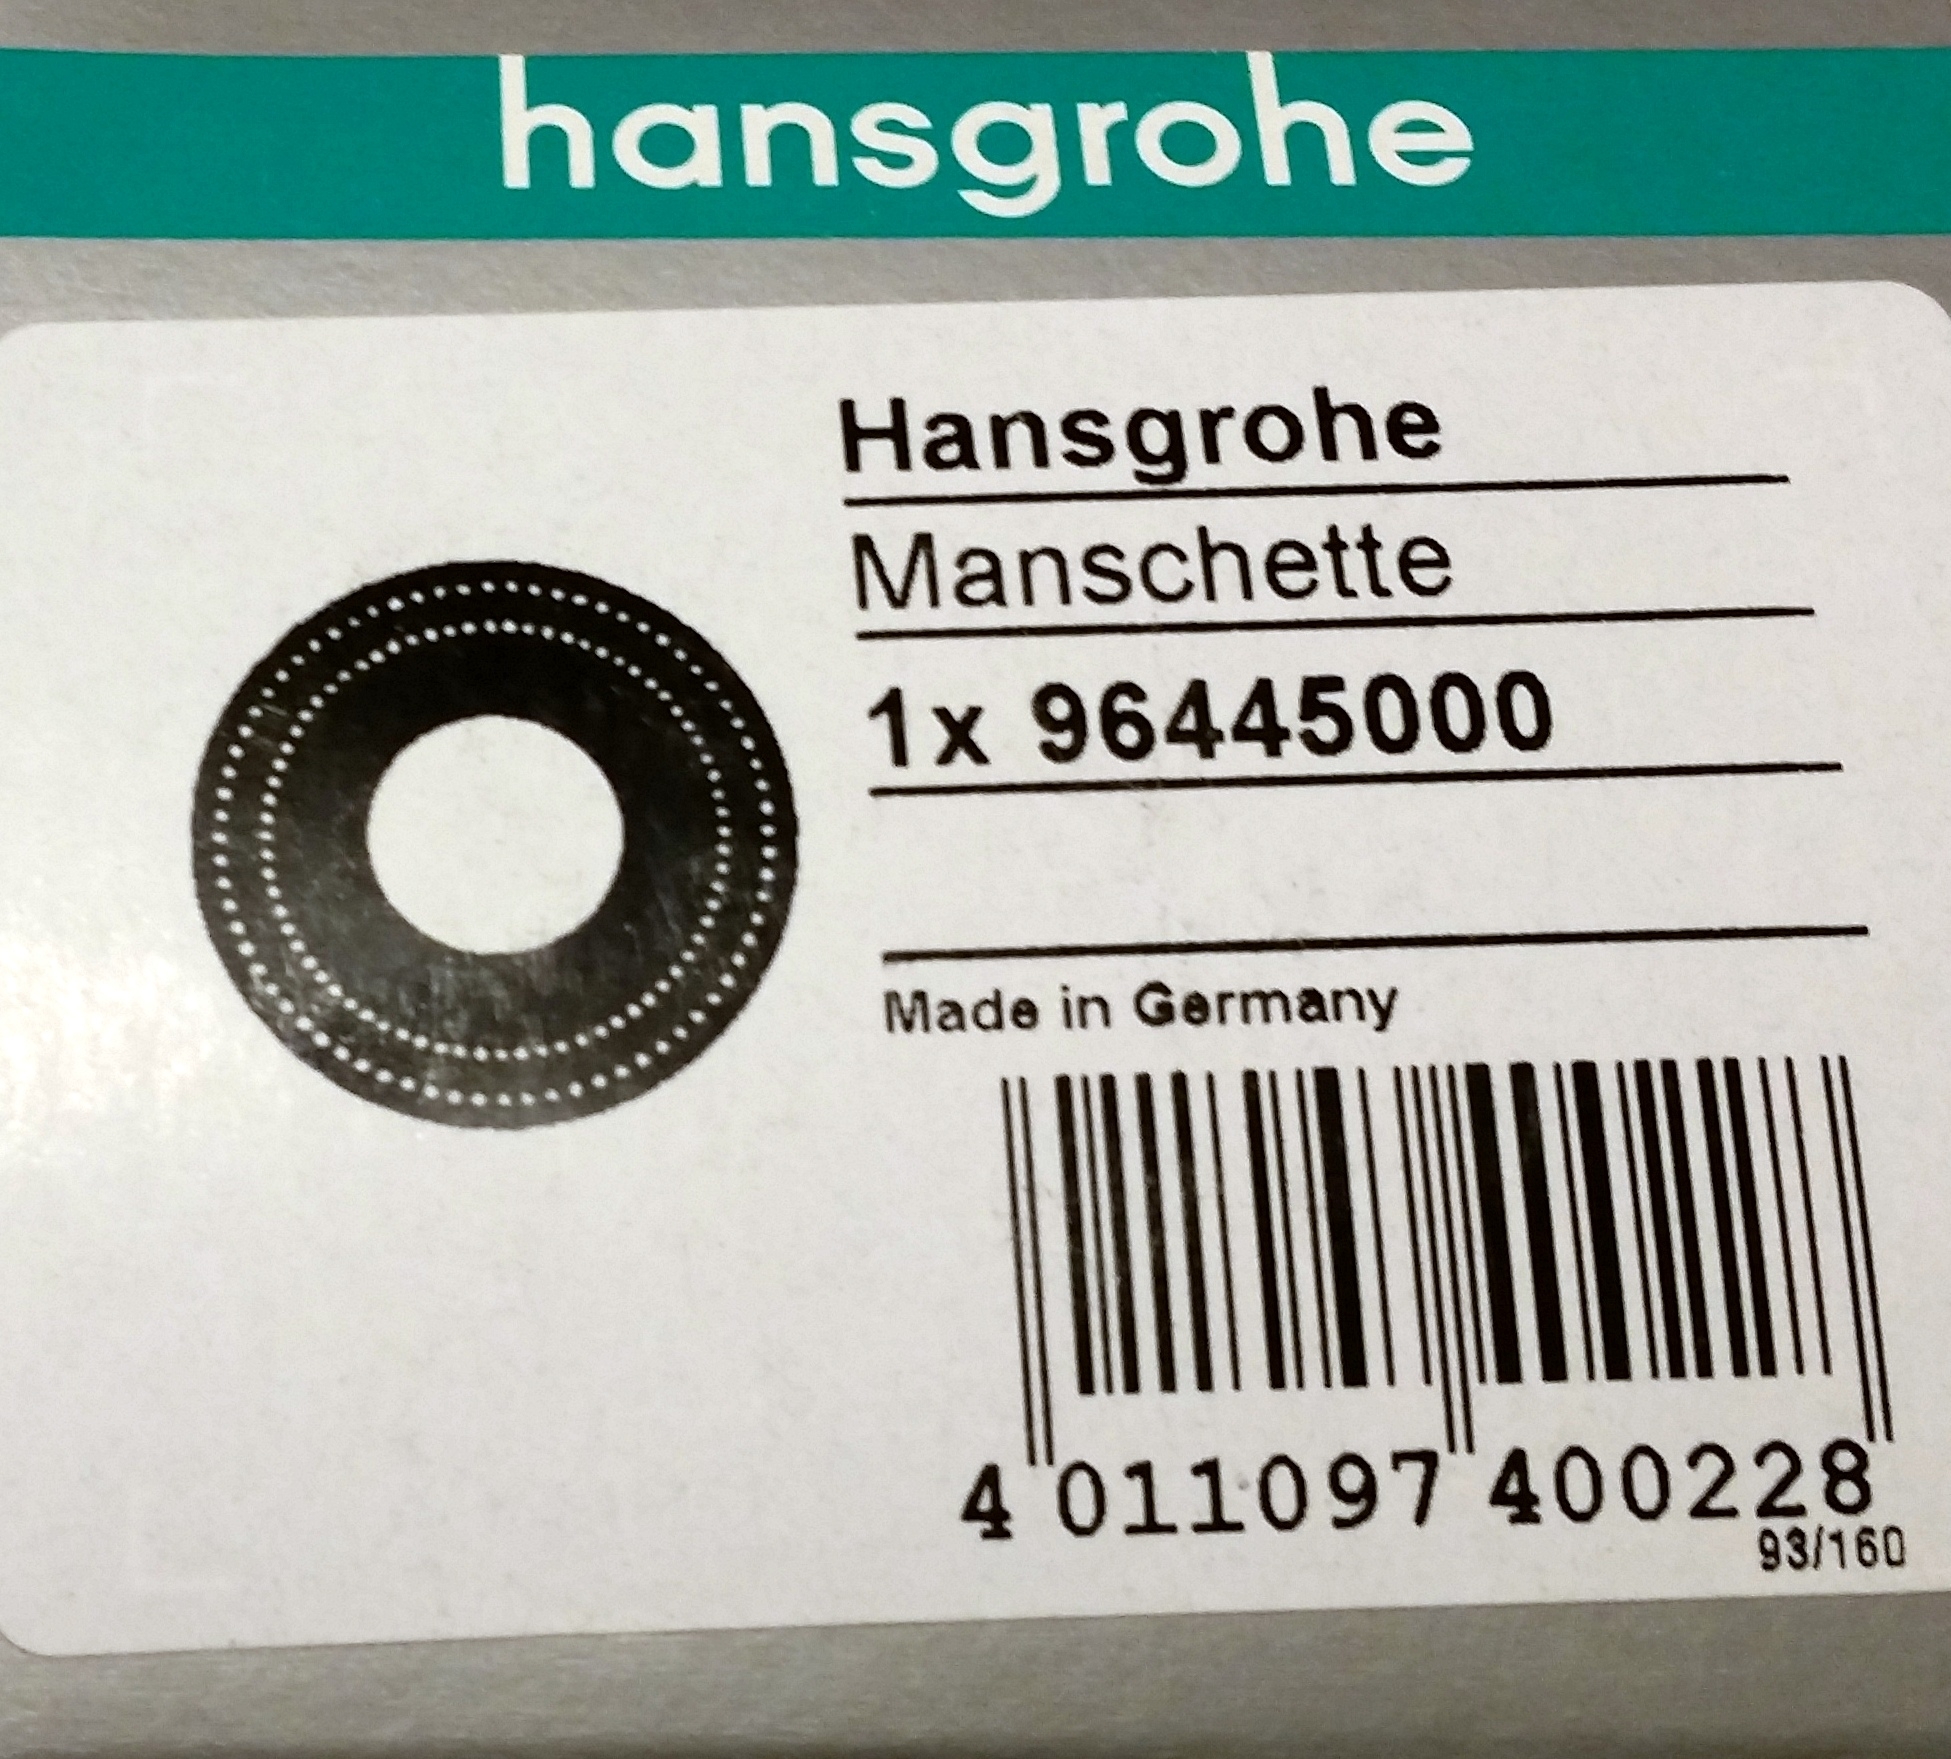 hansgrohe
Hansgrohe
Manschette
1x 96445000
Made in Germany
4 011097 400228
93/160